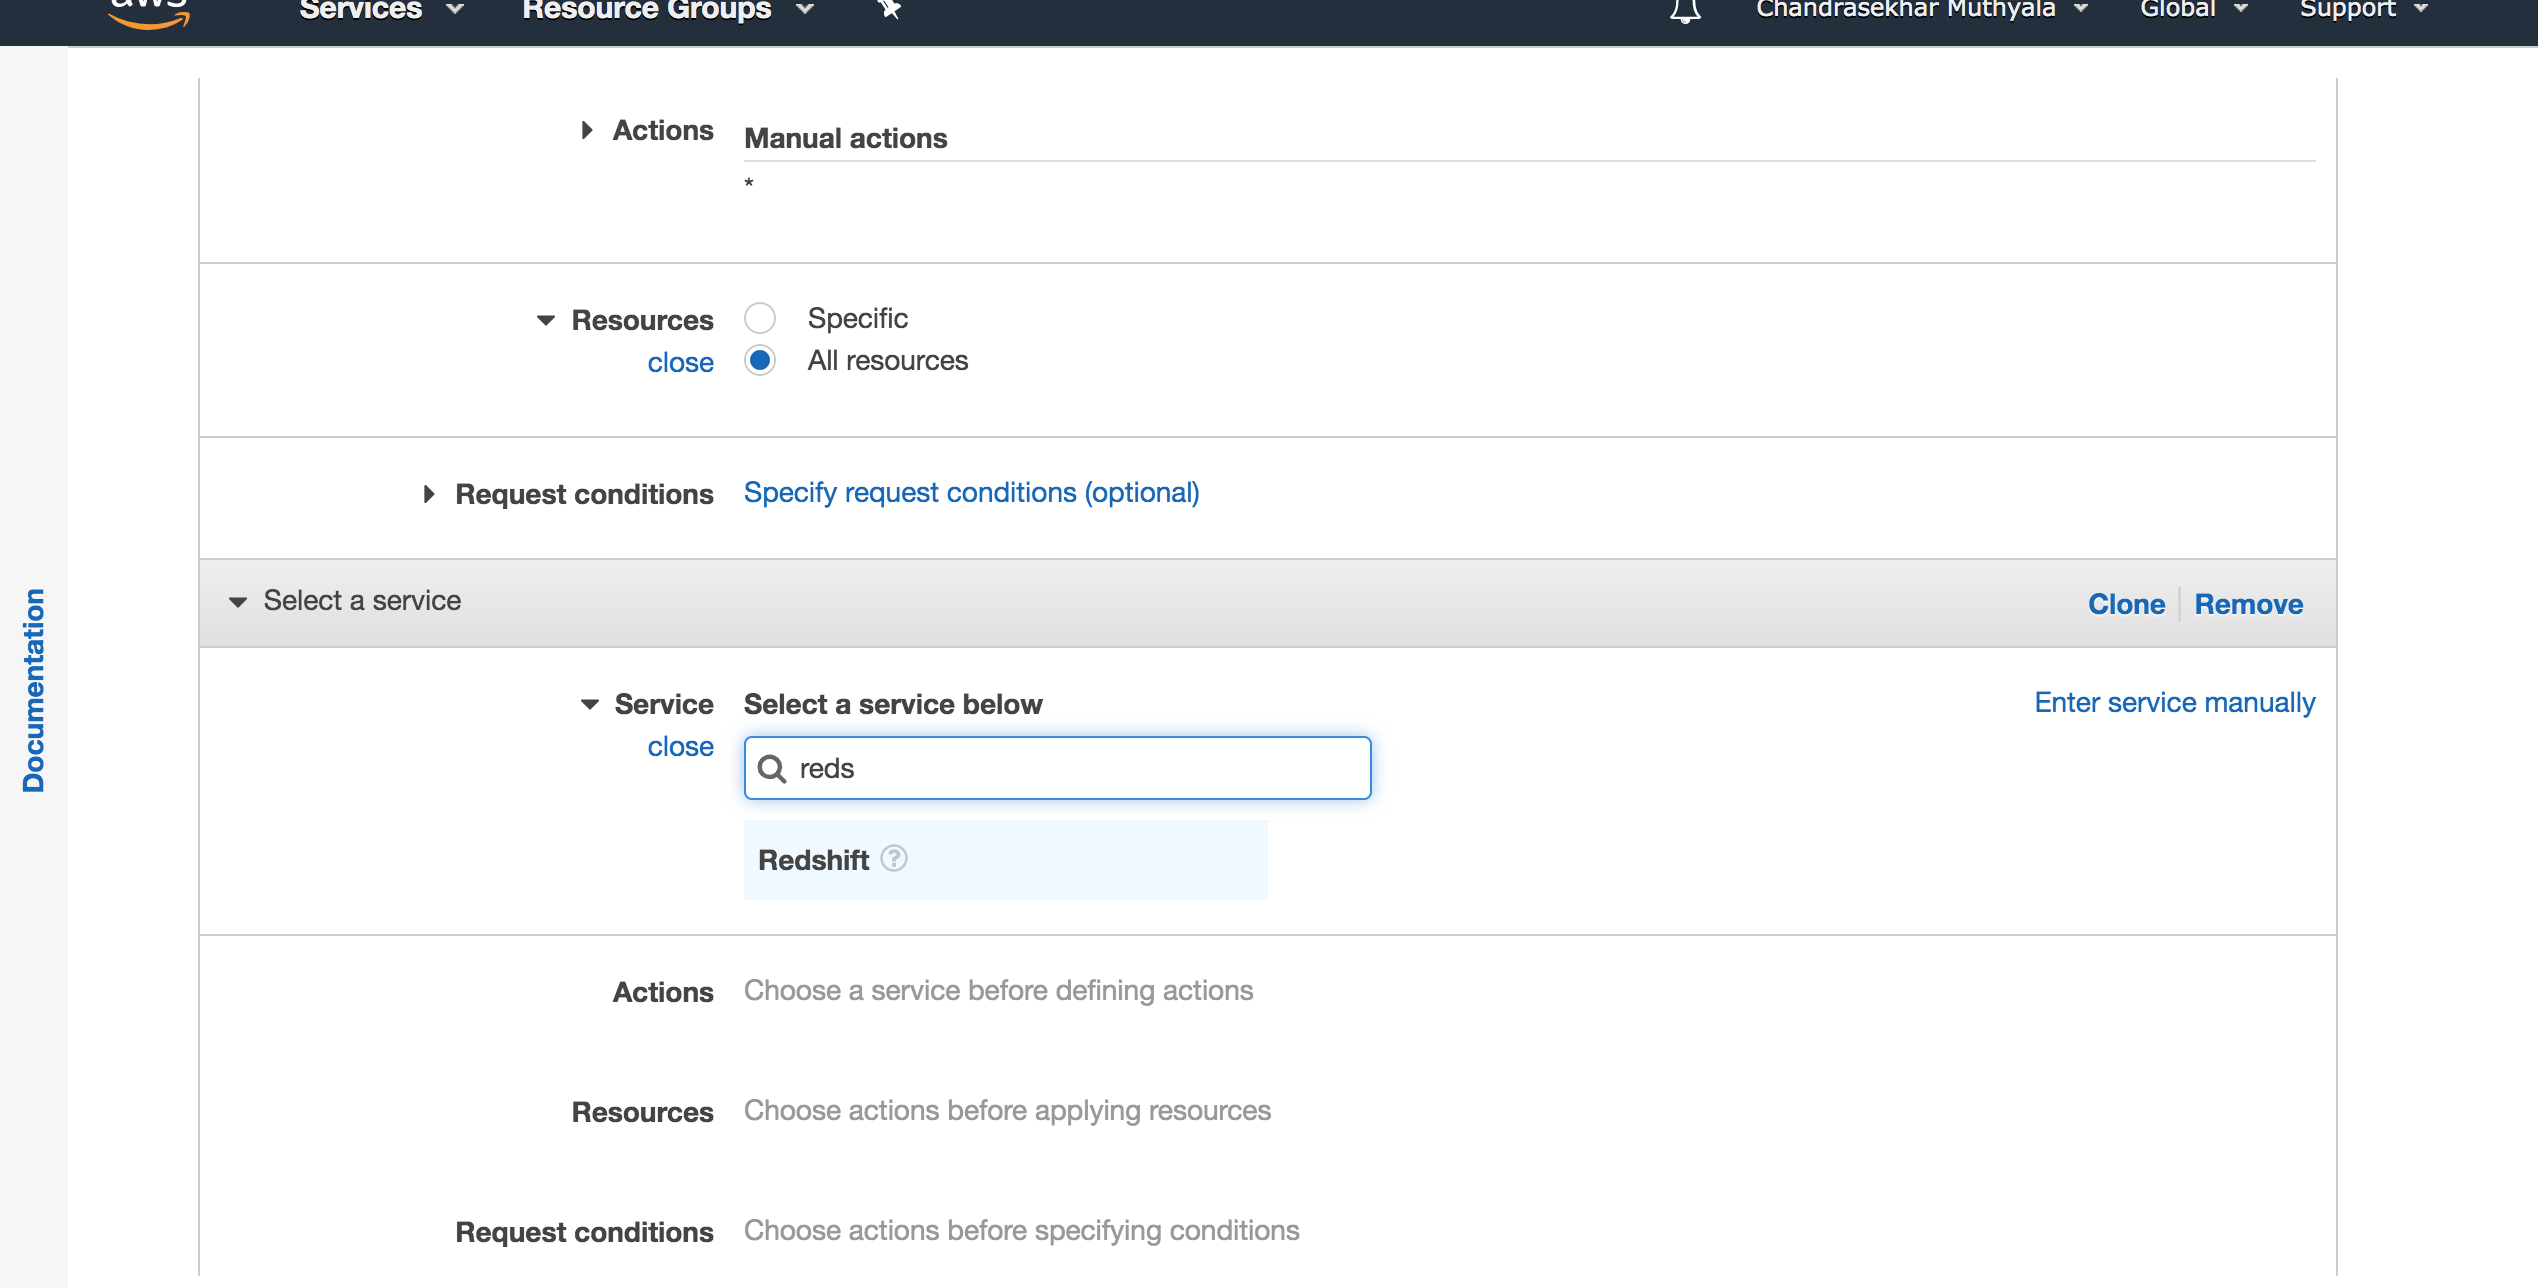 aws Services Resource Groups Chandrasekhar Muthyala Global Support
Actions Manual actions
*
Resources Specific
close All resources
Request conditions Specify request conditions (optional)
Select a service Clone Remove
Documentation
Service Select a service below Enter service manually
close reds
Redshift ?
Actions Choose a service before defining actions
Resources Choose actions before applying resources
Request conditions Choose actions before specifying conditions